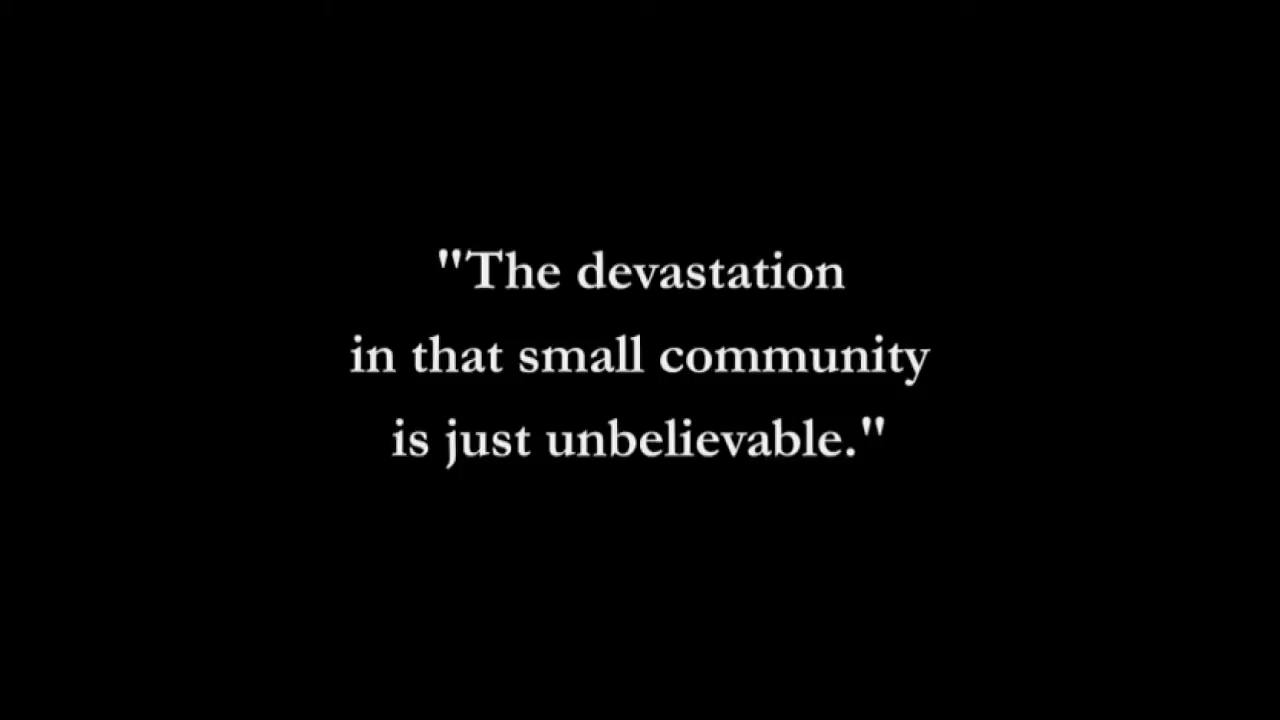 "The devastation
in that small community
is just unbelievable."